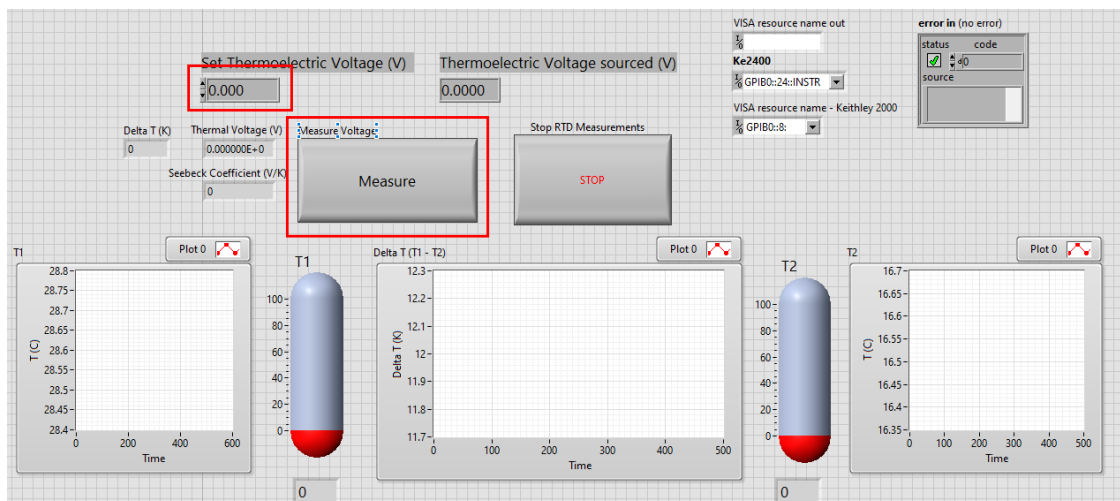 VISA resource name out
error in (no error)
status code
0
source
Ke2400
GPIB0::24::INSTR
VISA resource name - Keithley 2000
GPIB0::8:
Set Thermoelectric Voltage (V)
0.000
Thermoelectric Voltage sourced (V)
0.0000
Delta T (K)
0
Thermal Voltage (V)
0.000000E+0
Seebeck Coefficient (V/K)
0
Measure Voltage
Measure
Stop RTD Measurements
STOP
T1
Plot 0
28.8
28.75
28.7
28.65
28.6
28.55
28.5
28.45
28.4
T (C)
0 200 400 600
Time
T1
100
80
60
40
20
0
0
Delta T (T1 - T2)
Plot 0
12.3
12.2
12.1
12
11.9
11.8
11.7
Delta T (K)
0 100 200 300 400 500
Time
T2
100
80
60
40
20
0
0
T2
Plot 0
16.7
16.65
16.6
16.55
16.5
16.45
16.4
16.35
T (C)
0 100 200 300 400 500
Time